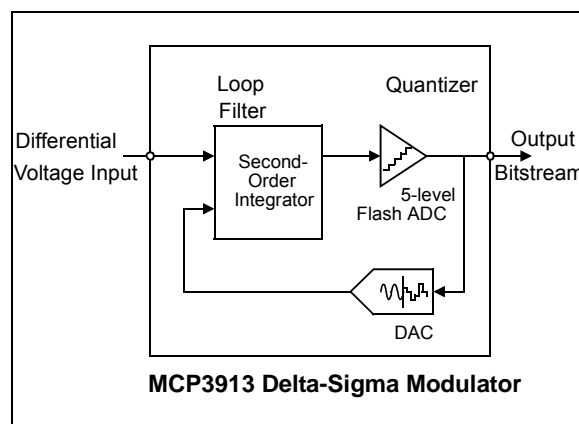 Loop
Filter
Quantizer
Differential
Voltage Input
Second-
Order
Integrator
Output
Bitstream
5-level
Flash ADC
DAC
MCP3913 Delta-Sigma Modulator